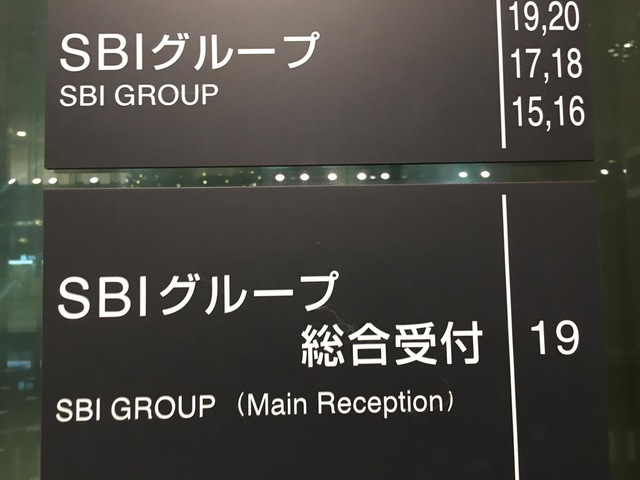 SBIグループ
SBI GROUP
19,20
17,18
15,16
SBIグループ
総合受付
SBI GROUP （Main Reception）
19